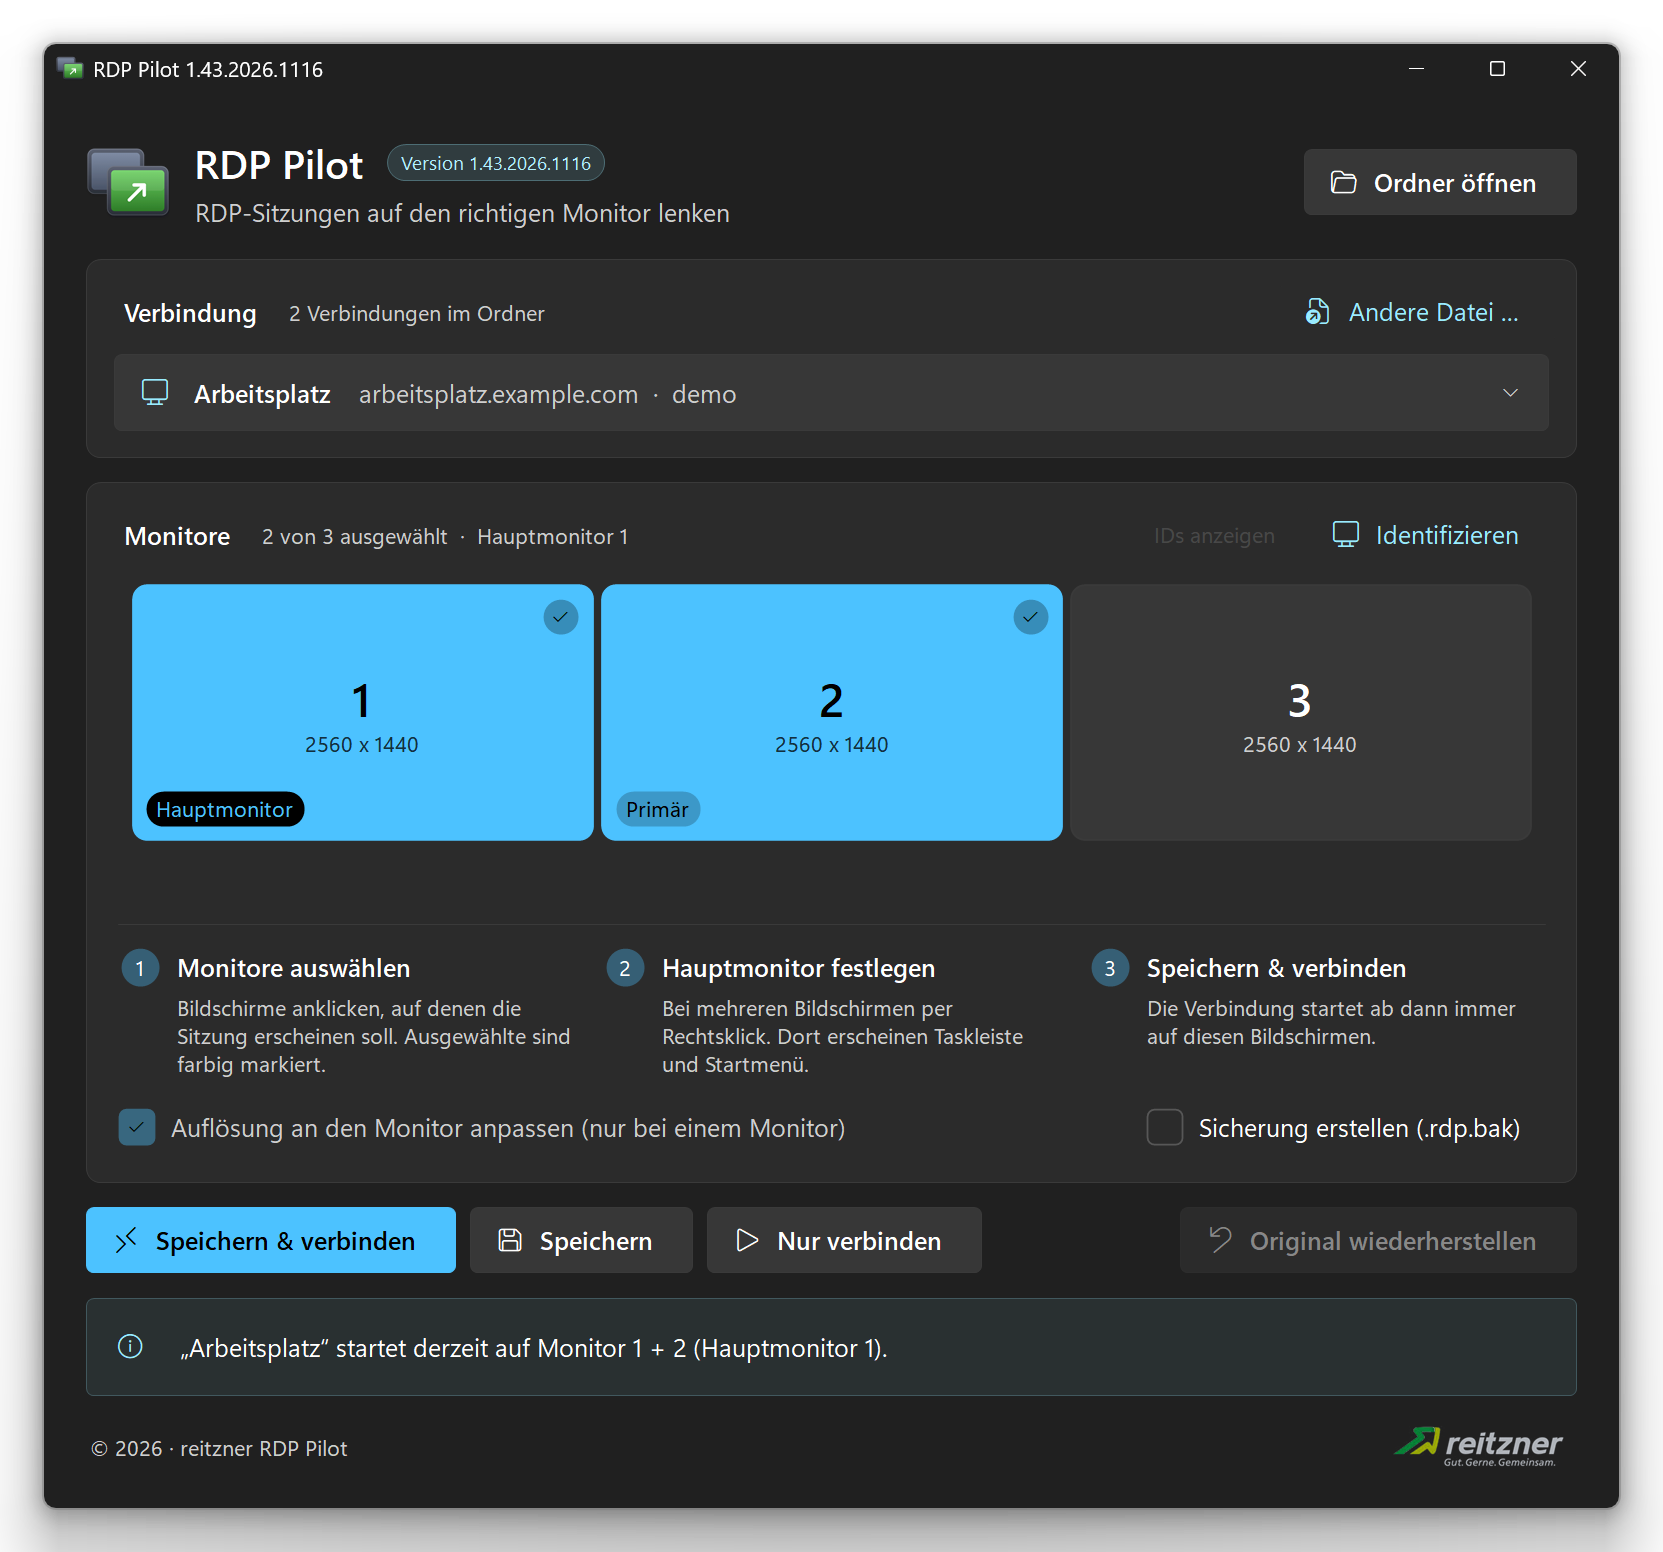 RDP Pilot 1.43.2026.1116
RDP Pilot
Version 1.43.2026.1116
RDP-Sitzungen auf den richtigen Monitor lenken
Ordner öffnen
Verbindung
2 Verbindungen im Ordner
Andere Datei ...
Arbeitsplatz
arbeitsplatz.example.com · demo
Monitore
2 von 3 ausgewählt · Hauptmonitor 1
IDs anzeigen
Identifizieren
1
2560 x 1440
Hauptmonitor
2
2560 x 1440
Primär
3
2560 x 1440
1
Monitore auswählen
Bildschirme anklicken, auf denen die
Sitzung erscheinen soll. Ausgewählte sind
farbig markiert.
2
Hauptmonitor festlegen
Bei mehreren Bildschirmen per
Rechtsklick. Dort erscheinen Taskleiste
und Startmenü.
3
Speichern & verbinden
Die Verbindung startet ab dann immer
auf diesen Bildschirmen.
Auflösung an den Monitor anpassen (nur bei einem Monitor)
Sicherung erstellen (.rdp.bak)
Speichern & verbinden
Speichern
Nur verbinden
Original wiederherstellen
„Arbeitsplatz“ startet derzeit auf Monitor 1 + 2 (Hauptmonitor 1).
© 2026 · reitzner RDP Pilot
reitzner
Gut. Gerne. Gemeinsam.